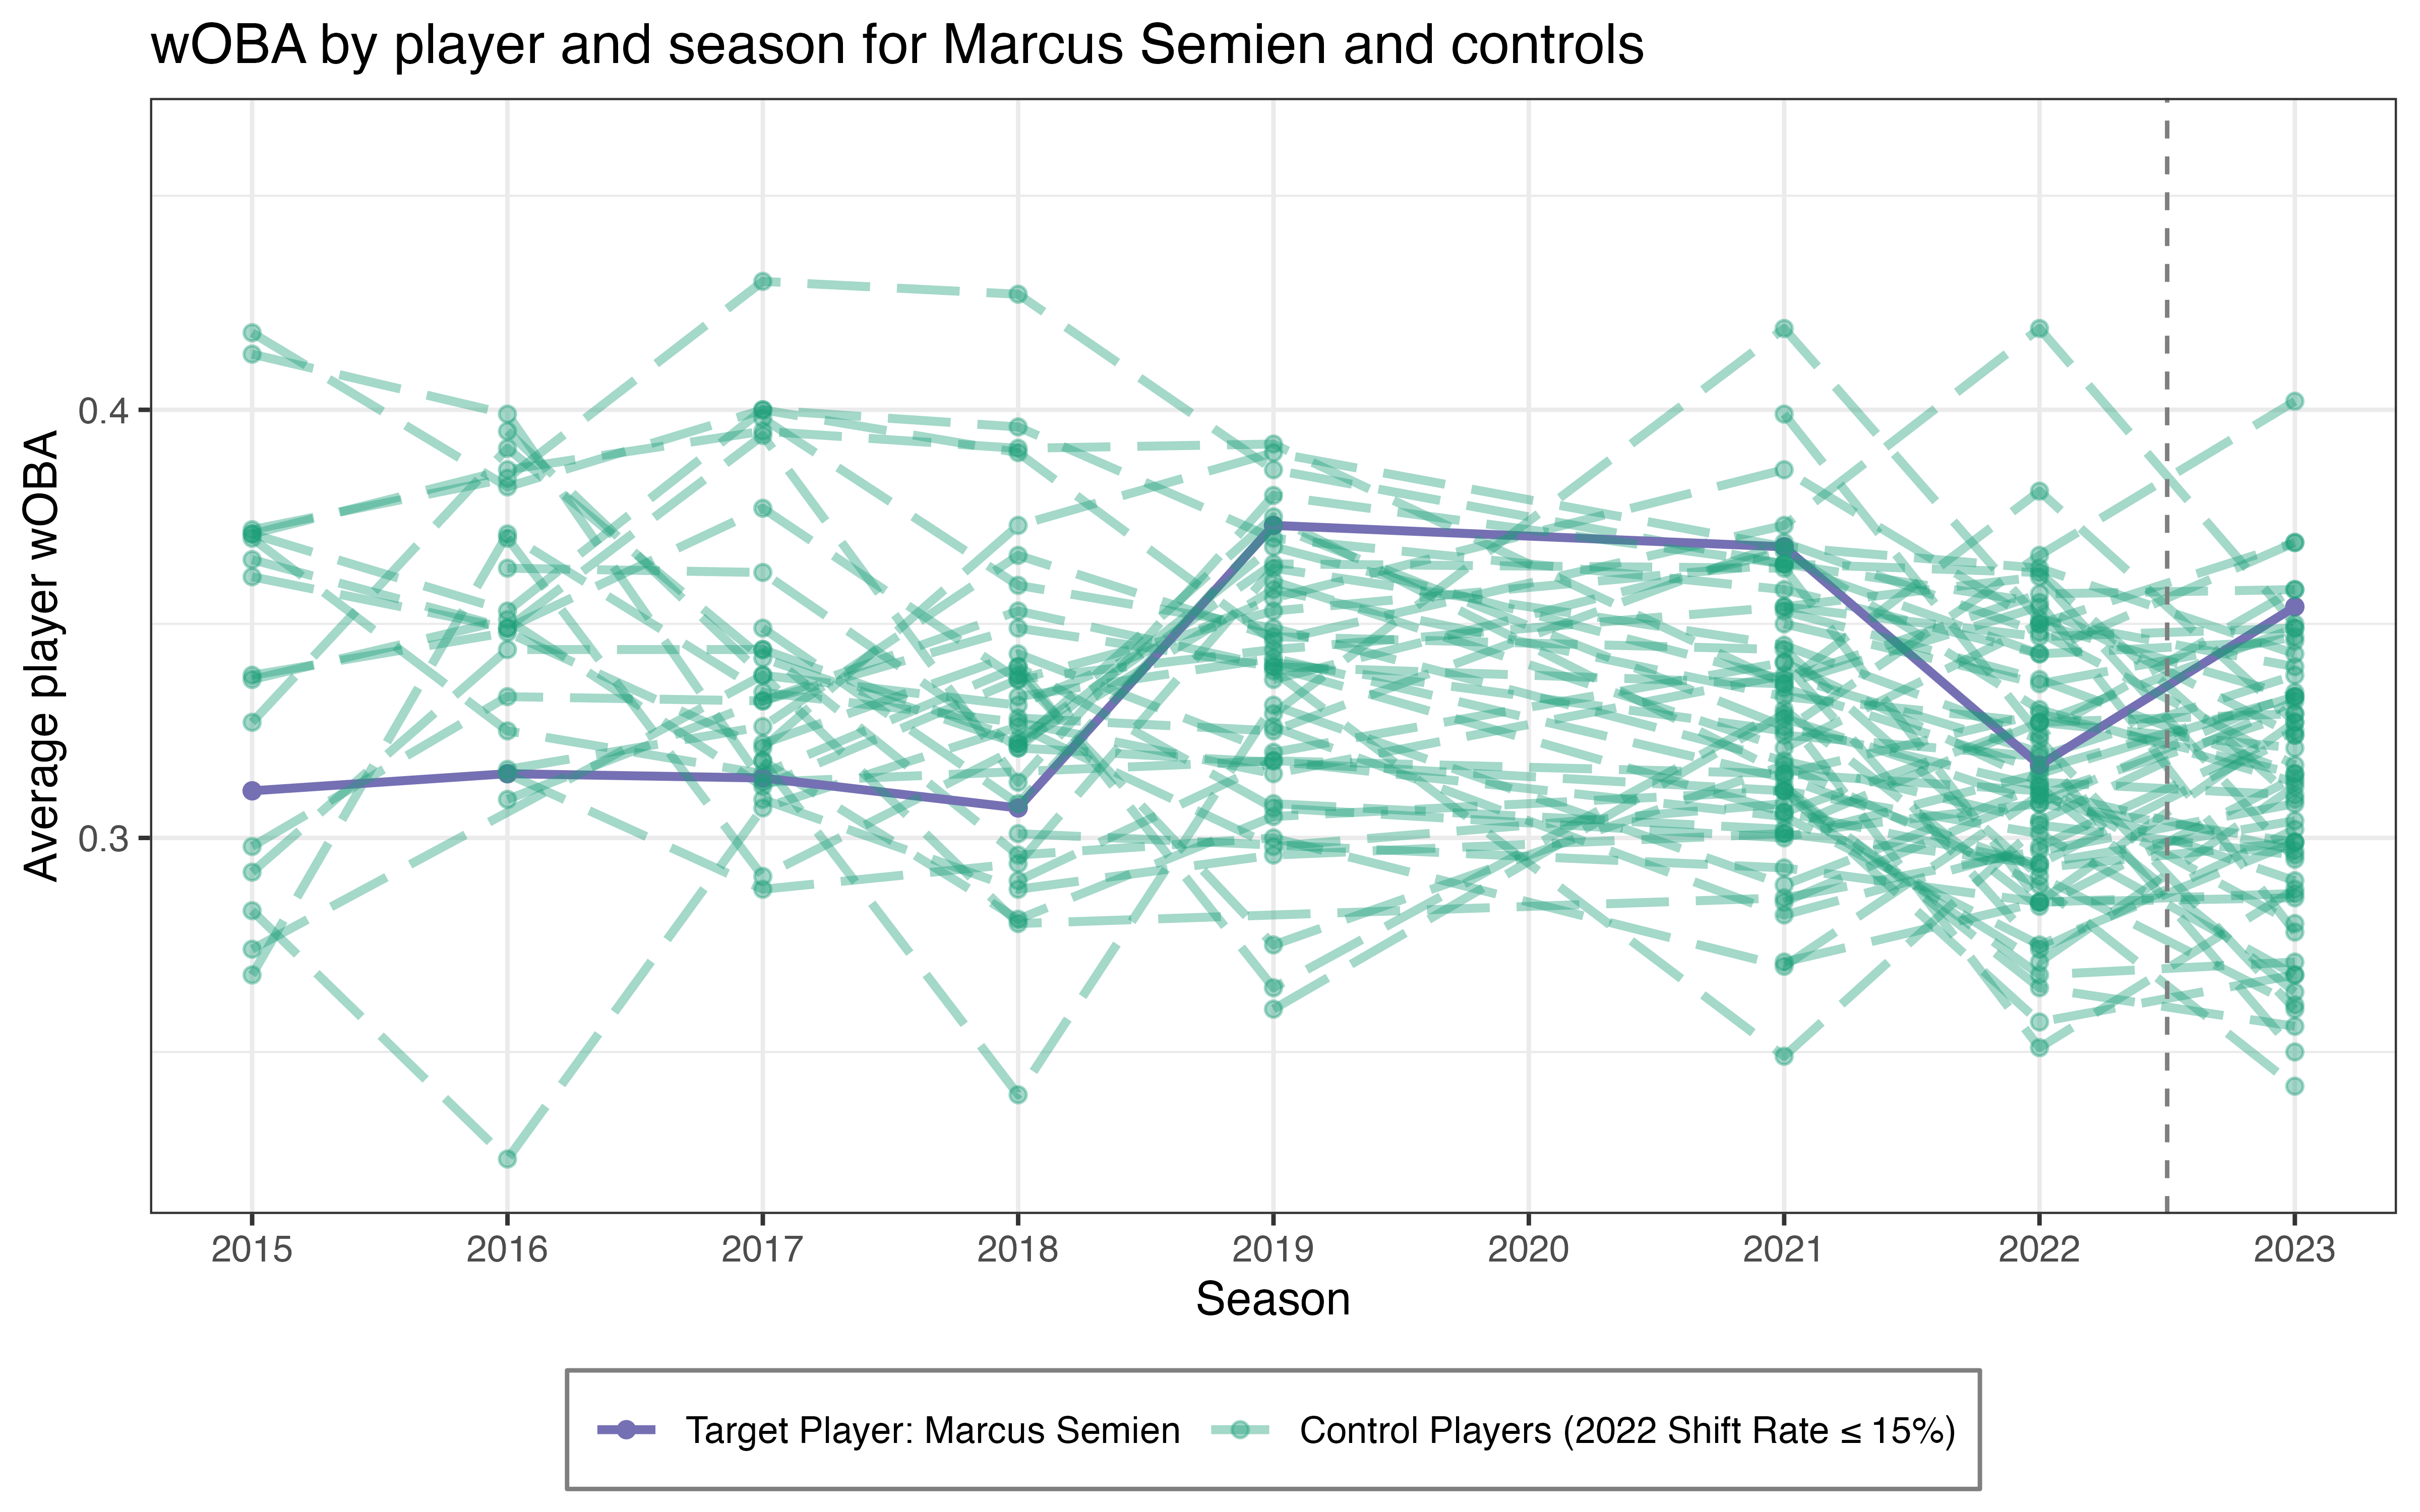 wOBA by player and season for Marcus Semien and controls
Average player wOBA
0.4
0.3
2015 2016 2017 2018 2019 2020 2021 2022 2023
Season
Target Player: Marcus Semien Control Players (2022 Shift Rate ≤ 15%)